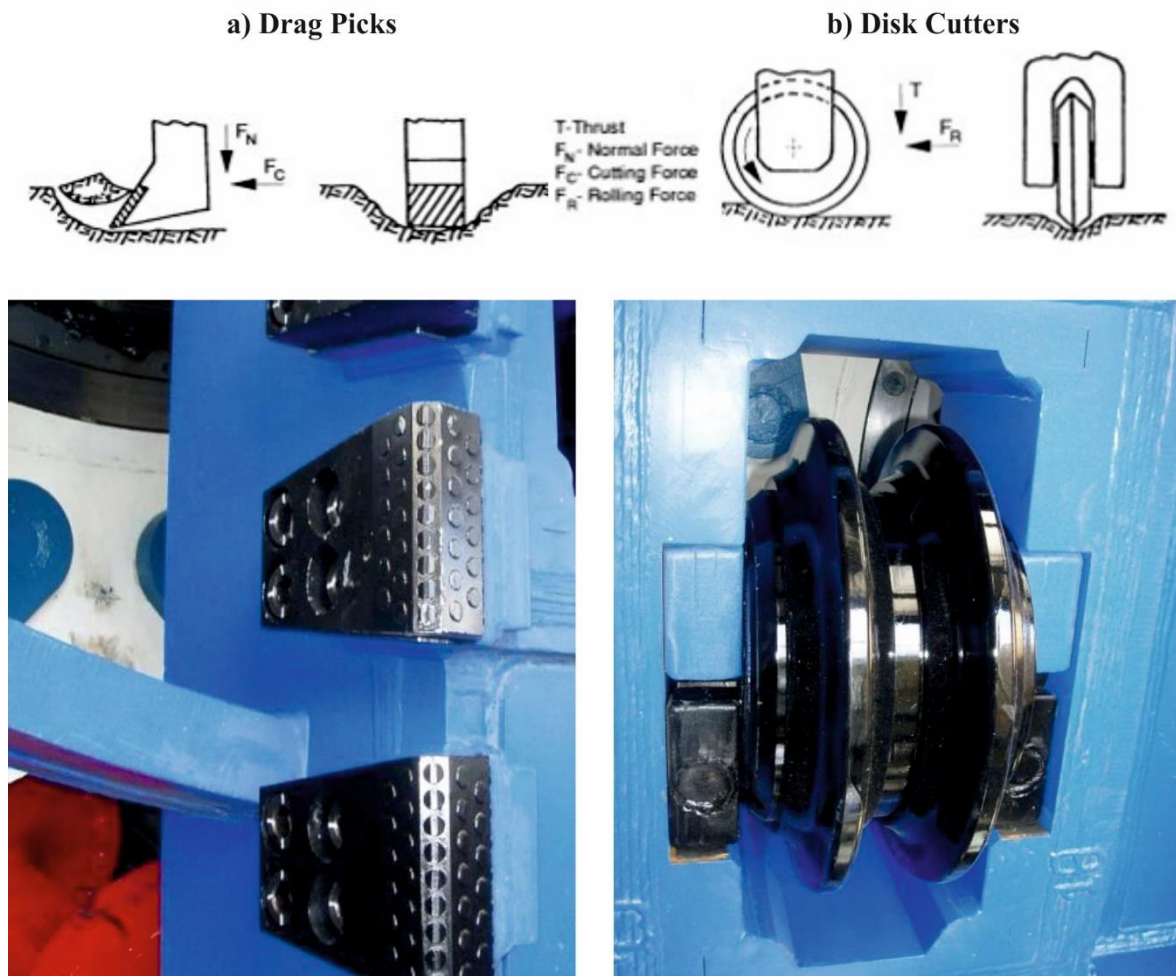 a) Drag Picks
b) Disk Cutters
F_N
F_C
T-Thrust
F_N- Normal Force
F_C- Cutting Force
F_R- Rolling Force
T
F_R